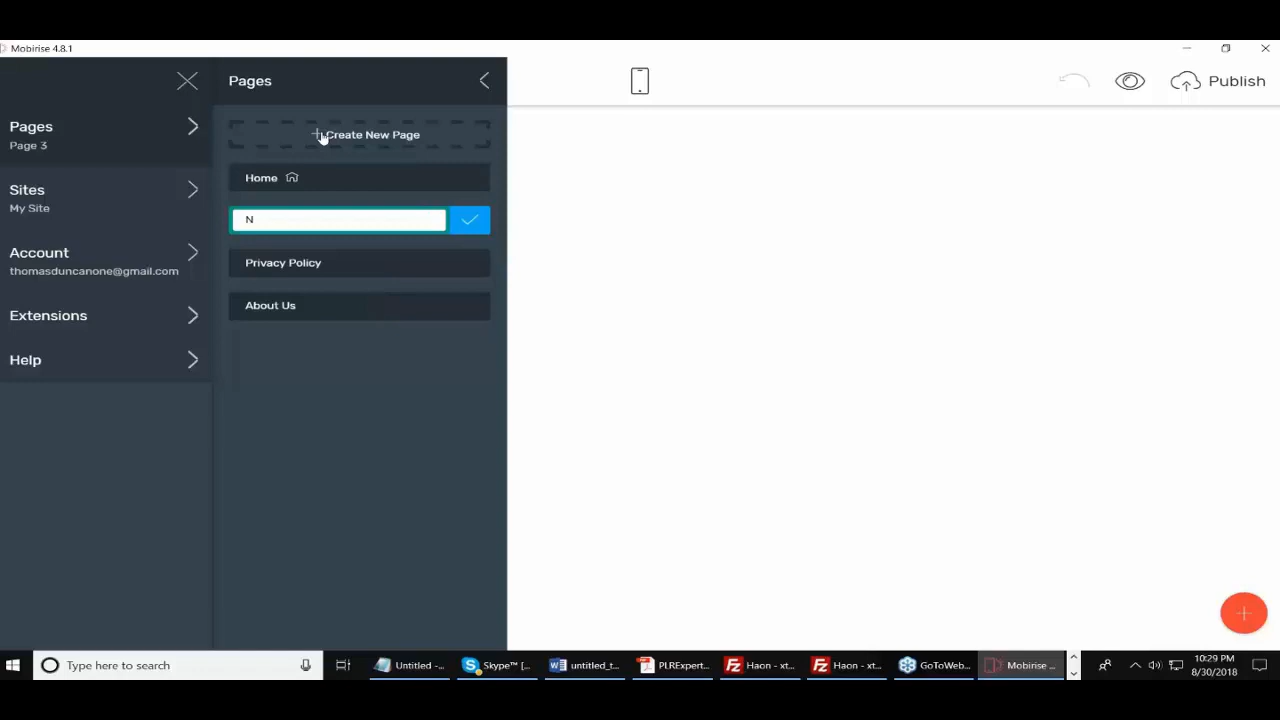 Mobirise 4.8.1
Pages
Page 3
Sites
My Site
Account
thomasduncanone@gmail.com
Extensions
Help
Pages
Create New Page
Home
N
Privacy Policy
About Us
Publish
Type here to search
Untitled -...
Skype™ [...
untitled_t...
PLRExpert...
Haon - xt...
Haon - xt...
GoToWeb...
Mobirise ...
10:29 PM
8/30/2018